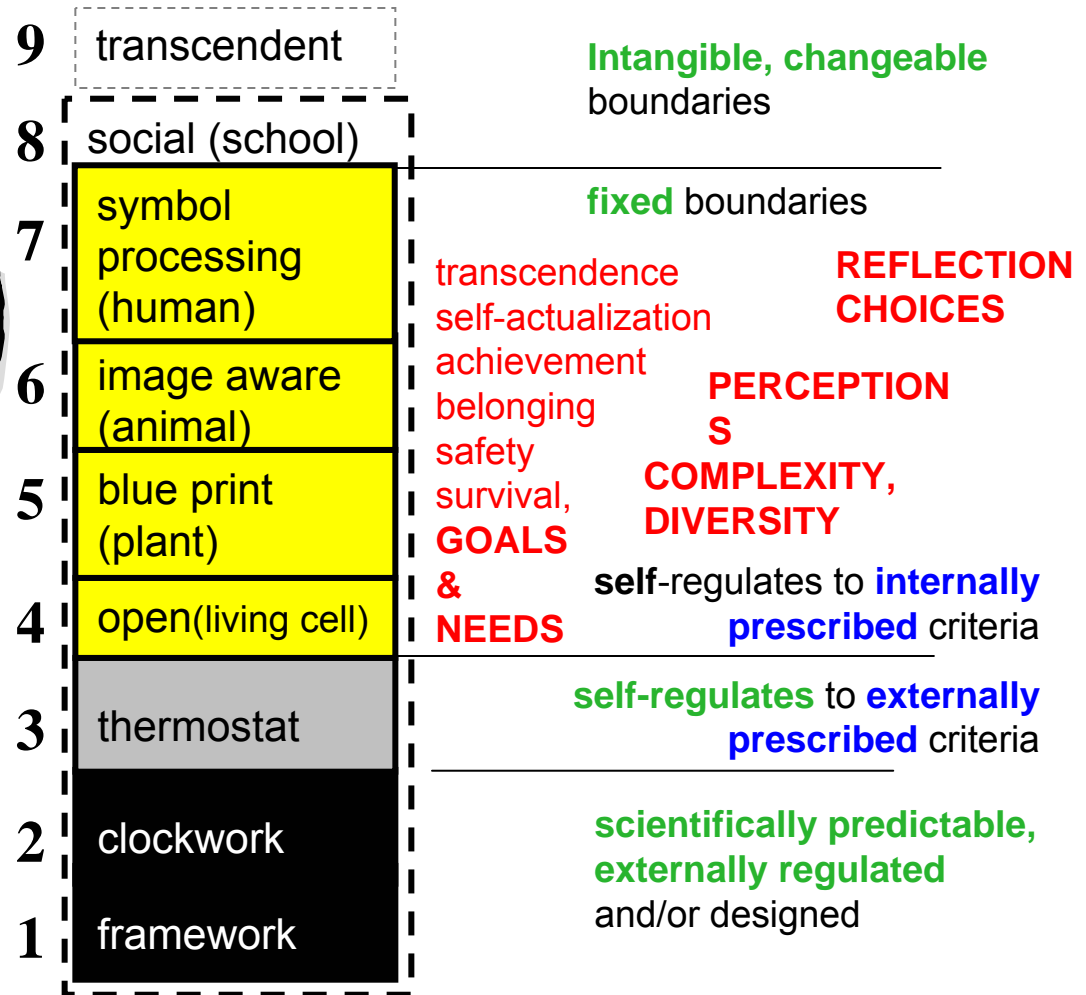 9 transcendent
Intangible, changeable
boundaries
8 social (school)
fixed boundaries
7 symbol
processing
(human)
transcendence
self-actualization
achievement
belonging
safety
survival,
GOALS
&
NEEDS
REFLECTION
CHOICES
6 image aware
(animal)
PERCEPTION
S
5 blue print
(plant)
COMPLEXITY,
DIVERSITY
4 open(living cell)
self-regulates to internally
prescribed criteria
3 thermostat
self-regulates to externally
prescribed criteria
2 clockwork
1 framework
scientifically predictable,
externally regulated
and/or designed